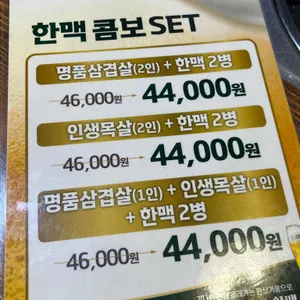 한맥 콤보 SET
명품삼겹살(2인) + 한맥 2병
46,000원 44,000원
인생목살(2인) + 한맥 2병
46,000원 44,000원
명품삼겹살(1인) + 인생목살(1인)
+ 한맥 2병
46,000원 44,000원